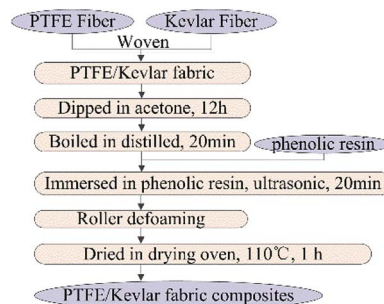 PTFE Fiber
Kevlar Fiber
Woven
PTFE/Kevlar fabric
Dipped in acetone, 12h
Boiled in distilled, 20min
phenolic resin
Immersed in phenolic resin, ultrasonic, 20min
Roller defoaming
Dried in drying oven, 110℃, 1 h
PTFE/Kevlar fabric composites